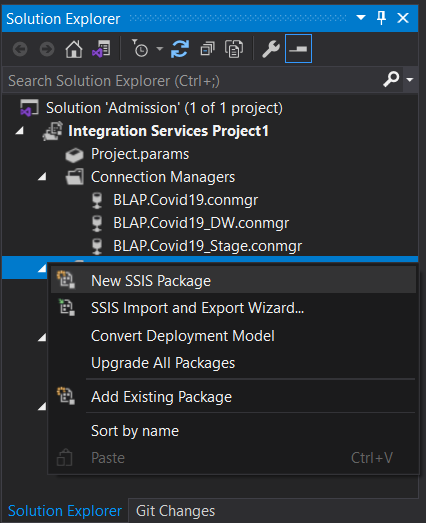 Solution Explorer
Search Solution Explorer (Ctrl+;)
Solution 'Admission' (1 of 1 project)
Integration Services Project1
Project.params
Connection Managers
BLAP.Covid19.conmgr
BLAP.Covid19_DW.conmgr
BLAP.Covid19_Stage.conmgr
New SSIS Package
SSIS Import and Export Wizard...
Convert Deployment Model
Upgrade All Packages
Add Existing Package
Sort by name
Paste Ctrl+V
Solution Explorer Git Changes